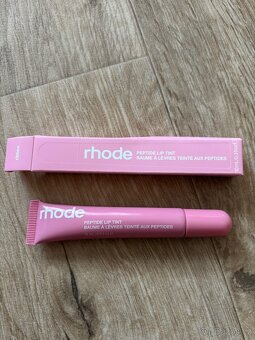 rhode
PEPTIDE LIP TINT
BAUME À LÈVRES TEINTÉ AUX PEPTIDES
rhode
PEPTIDE LIP TINT
BAUME À LÈVRES TEINTÉ AUX PEPTIDES